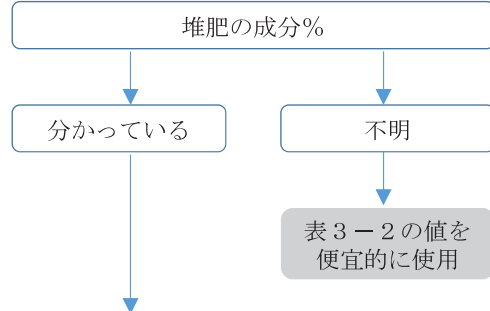 堆肥の成分%
分かっている
不明
表3−2の値を
便宜的に使用